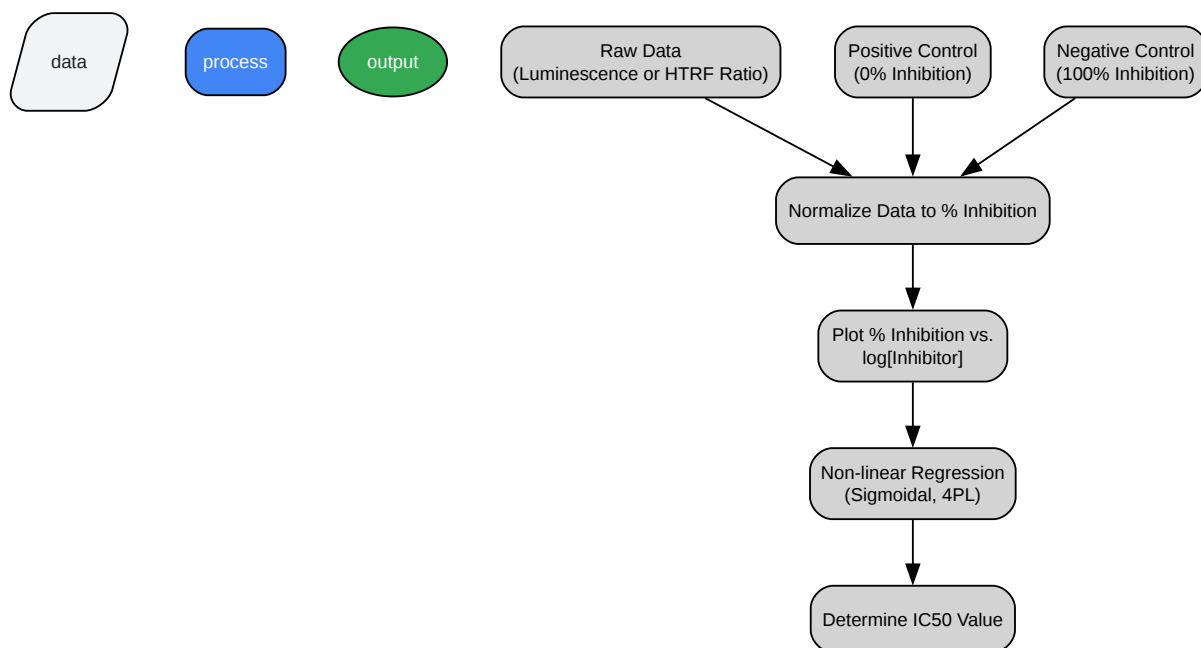 data
process
output
Raw Data
(Luminescence or HTRF Ratio)
Positive Control
(0% Inhibition)
Negative Control
(100% Inhibition)
Normalize Data to % Inhibition
Plot % Inhibition vs.
log[Inhibitor]
Non-linear Regression
(Sigmoidal, 4PL)
Determine IC50 Value